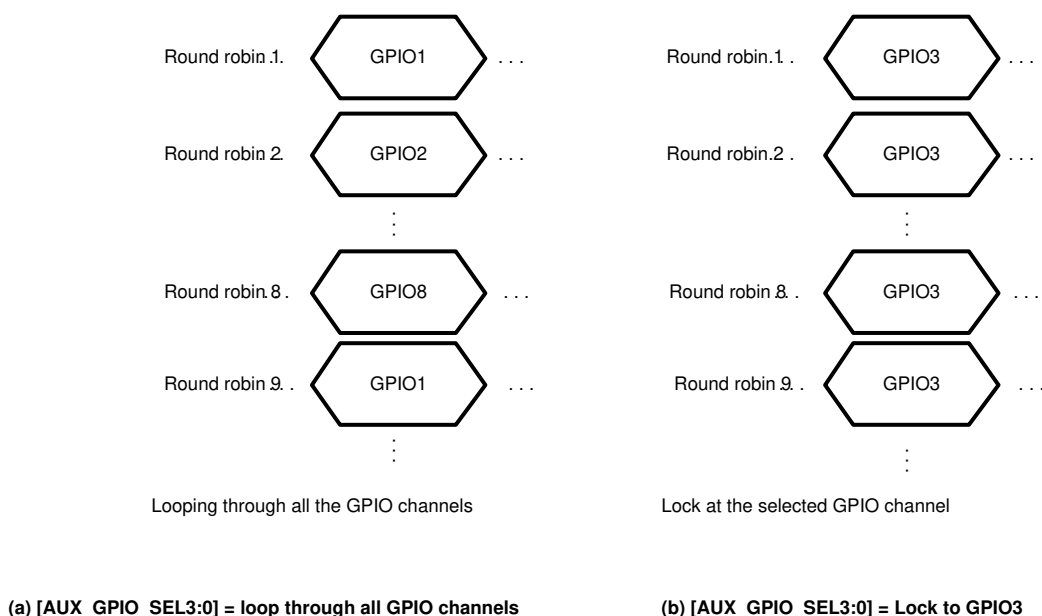 Round robin 1. . . GPIO1 . . .
Round robin 2. . . GPIO2 . . .
Round robin 8. . . GPIO8 . . .
Round robin 9. . . GPIO1 . . .
Looping through all the GPIO channels
(a) [AUX_GPIO_SEL3:0] = loop through all GPIO channels
Round robin 1. . . GPIO3 . . .
Round robin 2. . . GPIO3 . . .
Round robin 8. . . GPIO3 . . .
Round robin 9. . . GPIO3 . . .
Lock at the selected GPIO channel
(b) [AUX_GPIO_SEL3:0] = Lock to GPIO3